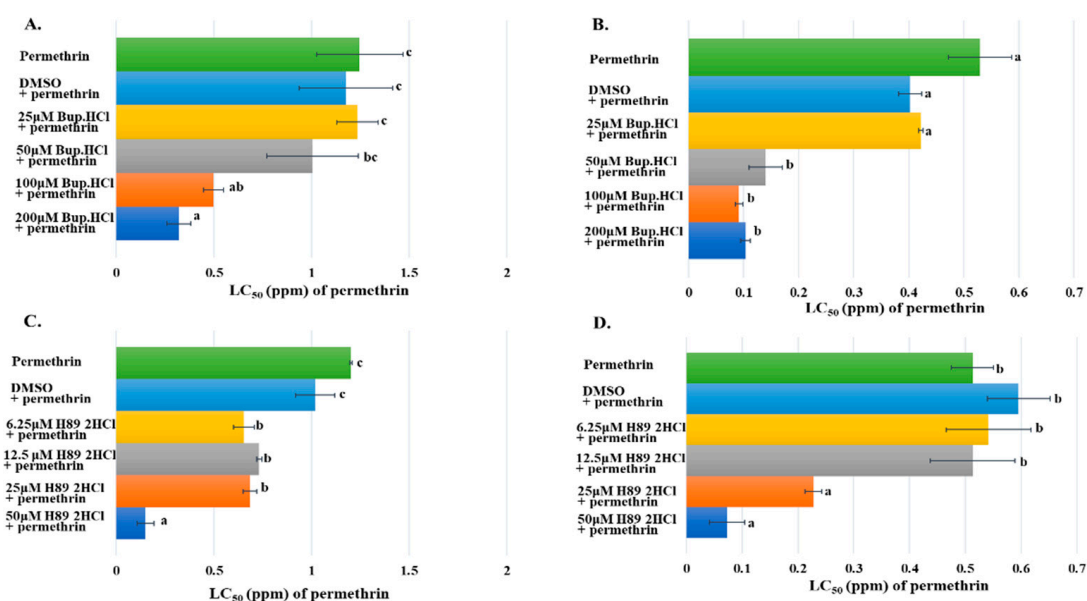 A.
Permethrin
c
DMSO
+ permethrin
c
25µM Bup.HCl
+ permethrin
c
50µM Bup.HCl
+ permethrin
bc
100µM Bup.HCl
+ permethrin
ab
200µM Bup.HCl
+ permethrin
a
0 0.5 1 1.5 2
LC50 (ppm) of permethrin
B.
Permethrin
a
DMSO
+ permethrin
a
25µM Bup.HCl
+ permethrin
a
50µM Bup.HCl
+ permethrin
b
100µM Bup.HCl
+ permethrin
b
200µM Bup.HCl
+ permethrin
b
0 0.1 0.2 0.3 0.4 0.5 0.6 0.7
LC50 (ppm) of permethrin
C.
Permethrin
c
DMSO
+ permethrin
c
6.25µM H89 2HCl
+ permethrin
b
12.5 µM H89 2HCl
+ permethrin
b
25µM H89 2HCl
+ permethrin
b
50µM H89 2HCl
+ permethrin
a
0 0.5 1 1.5 2
LC50 (ppm) of permethrin
D.
Permethrin
b
DMSO
+ permethrin
b
6.25µM H89 2HCl
+ permethrin
b
12.5µM H89 2HCl
+ permethrin
b
25µM H89 2HCl
+ permethrin
a
50µM H89 2HCl
+ permethrin
a
0 0.1 0.2 0.3 0.4 0.5 0.6 0.7
LC50 (ppm) of permethrin